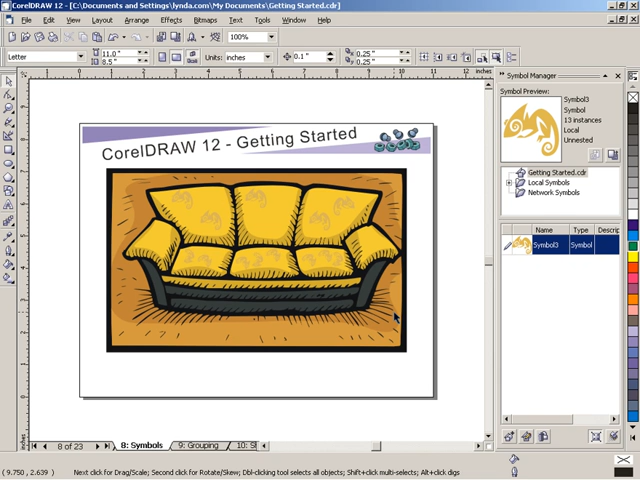 CorelDRAW 12 - [C:\Documents and Settings\lynda.com\My Documents\Getting Started.cdr]
File Edit View Layout Arrange Effects Bitmaps Text Tools Window Help
100%
Letter 11.0 " 8.5 " Units: inches 0.1 " 0.25 " 0.25 "
inches
Symbol Manager
Symbol Preview:
Symbol3
Symbol
13 instances
Local
Unnested
Getting Started.cdr
Local Symbols
Network Symbols
Name Type Descrip
Symbol3 Symbol
CorelDRAW 12 - Getting Started
8 of 23 8: Symbols 9: Grouping
( 9.750, 2.639 ) Next click for Drag/Scale; Second click for Rotate/Skew; Dbl-clicking tool selects all objects; Shift+click multi-selects; Alt+click digs